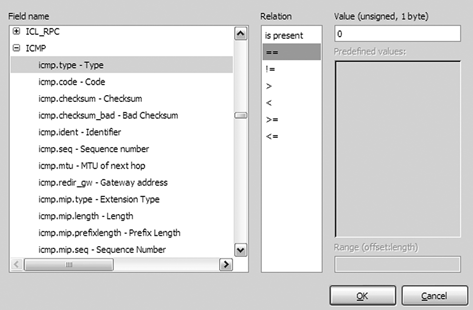 Field name
ICL_RPC
ICMP
icmp.type - Type
icmp.code - Code
icmp.checksum - Checksum
icmp.checksum_bad - Bad Checksum
icmp.ident - Identifier
icmp.seq - Sequence number
icmp.mtu - MTU of next hop
icmp.redir_gw - Gateway address
icmp.mip.type - Extension Type
icmp.mip.length - Length
icmp.mip.prefixlength - Prefix Length
icmp.mip.seq - Sequence Number
Relation
is present
==
!=
>
<
>=
<=
Value (unsigned, 1 byte)
0
Predefined values:
Range (offset:length)
OK
Cancel